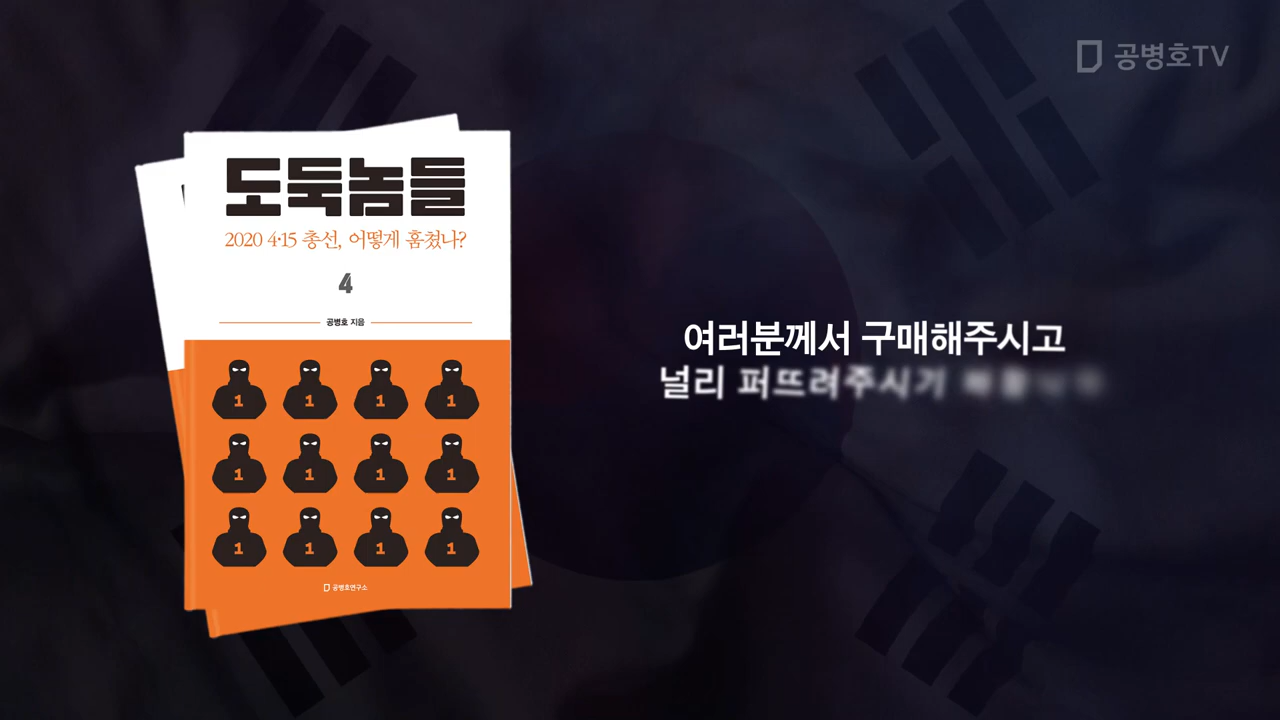 공병호TV
도둑놈들
2020 4·15 총선, 어떻게 훔쳤나?
4
공병호 지음
1 1 1 1
1 1 1 1
1 1 1 1
공병호연구소
여러분께서 구매해주시고
널리 퍼뜨려주시기